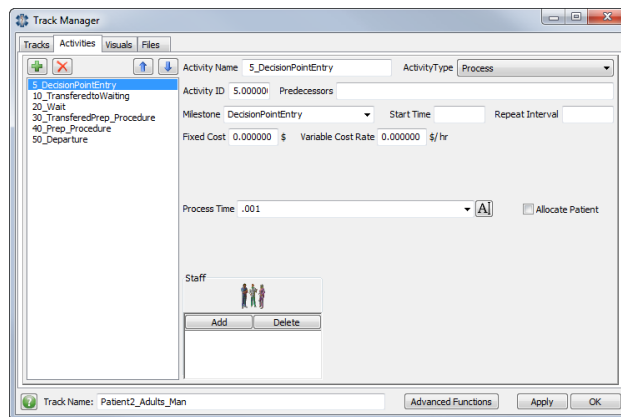 Track Manager
Tracks Activities Visuals Files
Activity Name 5_DecisionPointEntry ActivityType Process
5_DecisionPointEntry
10_TransferedtoWaiting
20_Wait
30_TransferedPrep_Procedure
40_Prep_Procedure
50_Departure
Activity ID 5.00000 Predecessors
Milestone DecisionPointEntry Start Time Repeat Interval
Fixed Cost 0.000000 $ Variable Cost Rate 0.000000 $/hr
Process Time .001 A Allocate Patient
Staff
Add Delete
? Track Name: Patient2_Adults_Man Advanced Functions Apply OK